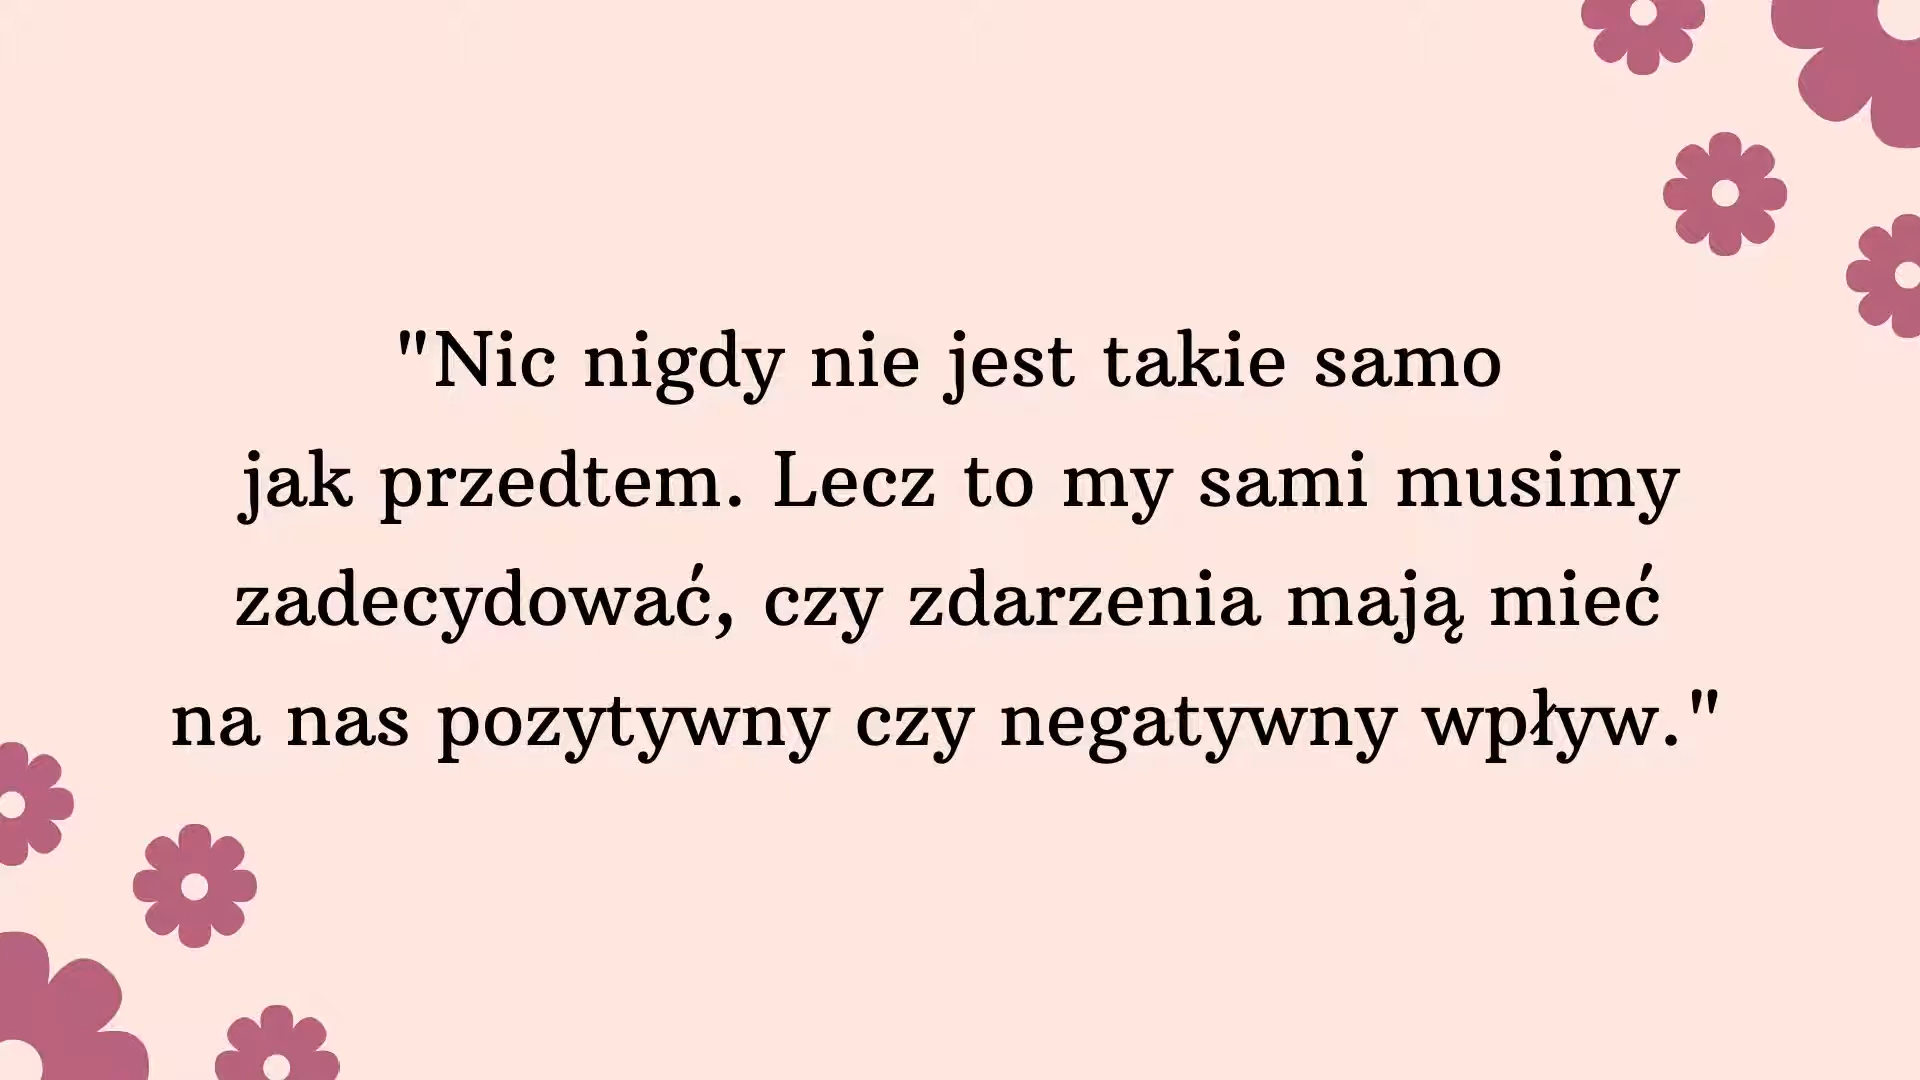 "Nic nigdy nie jest takie samo
jak przedtem. Lecz to my sami musimy
zadecydować, czy zdarzenia mają mieć
na nas pozytywny czy negatywny wpływ."